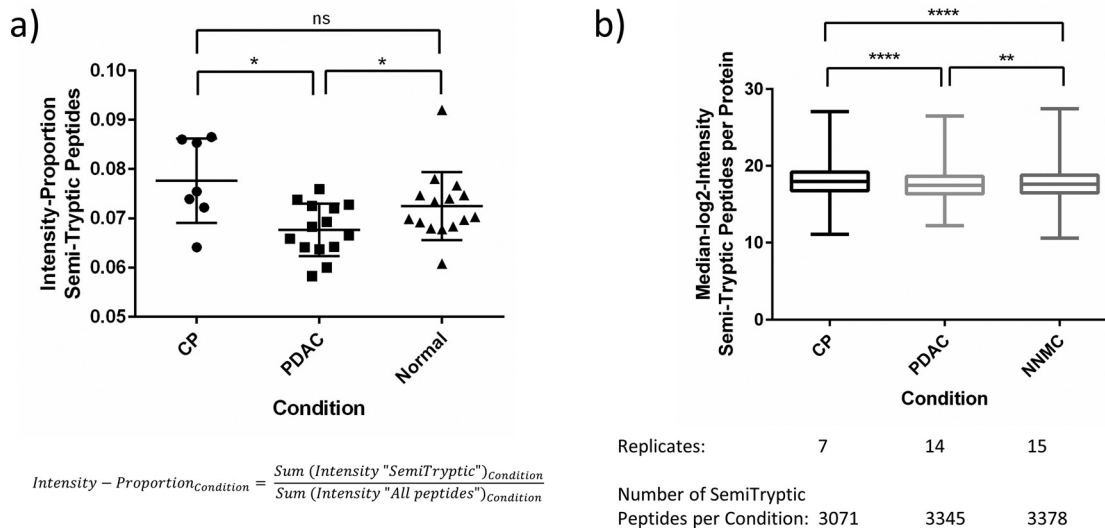 a)
ns
*
*
0.10
0.09
0.08
0.07
0.06
0.05
Intensity-Proportion
Semi-Tryptic Peptides
CP
PDAC
Normal
Condition
Intensity − Proportion_Condition = Sum (Intensity "SemiTryptic")_Condition / Sum (Intensity "All peptides")_Condition
b)
****
****
**
30
20
10
0
Median-log2-Intensity
Semi-Tryptic Peptides per Protein
CP
PDAC
NNMC
Condition
Replicates: 7 14 15
Number of SemiTryptic
Peptides per Condition: 3071 3345 3378